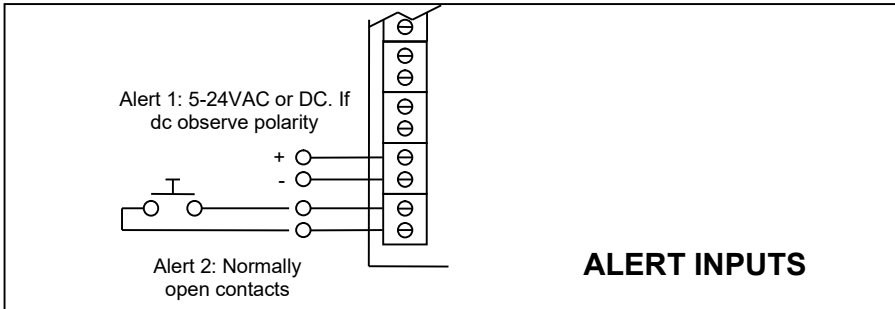 Alert 1: 5-24VAC or DC. If
dc observe polarity
+
-
Alert 2: Normally
open contacts
ALERT INPUTS